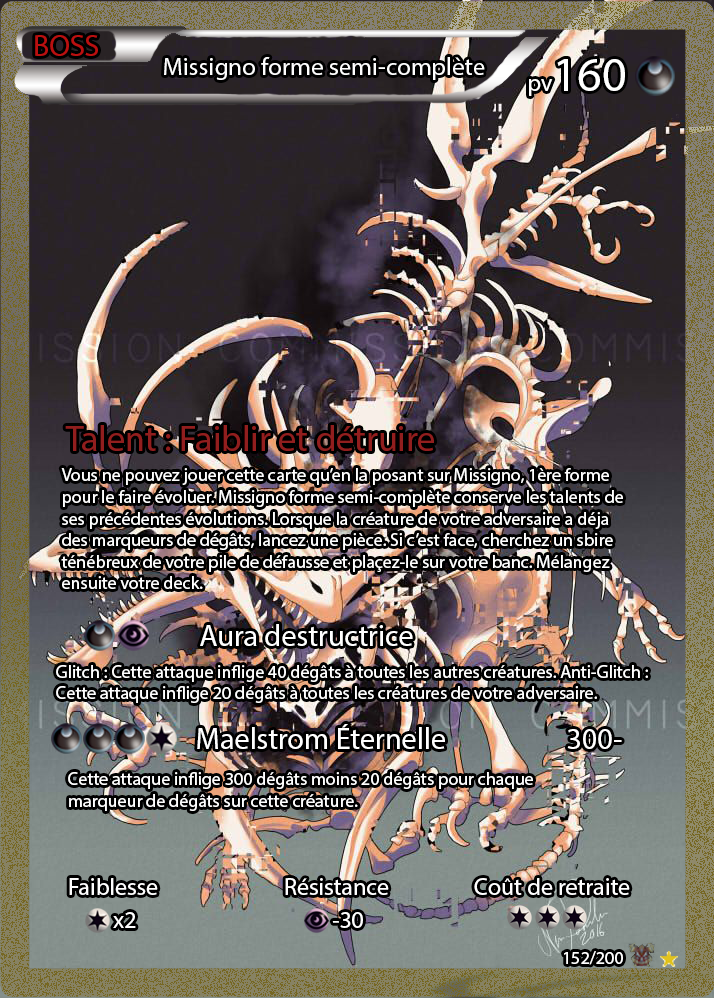 BOSS
Missigno forme semi-complète
pv160
MISSION COMMISSION COMMIS
Talent : Faiblir et détruire
Vous ne pouvez jouer cette carte qu'en la posant sur Missigno, 1ère forme
pour le faire évoluer. Missigno forme semi-complète conserve les talents de
ses précédentes évolutions. Lorsque la créature de votre adversaire a déja
des marqueurs de dégâts, lancez une pièce. Si c'est face, cherchez un sbire
ténébreux de votre pile de défausse et plaçez-le sur votre banc. Mélangez
ensuite votre deck.
Aura destructrice
Glitch : Cette attaque inflige 40 dégâts à toutes les autres créatures. Anti-Glitch :
Cette attaque inflige 20 dégâts à toutes les créatures de votre adversaire.
Maelstrom Éternelle 300-
Cette attaque inflige 300 dégâts moins 20 dégâts pour chaque
marqueur de dégâts sur cette créature.
Faiblesse Résistance Coût de retraite
x2 -30
2016
152/200